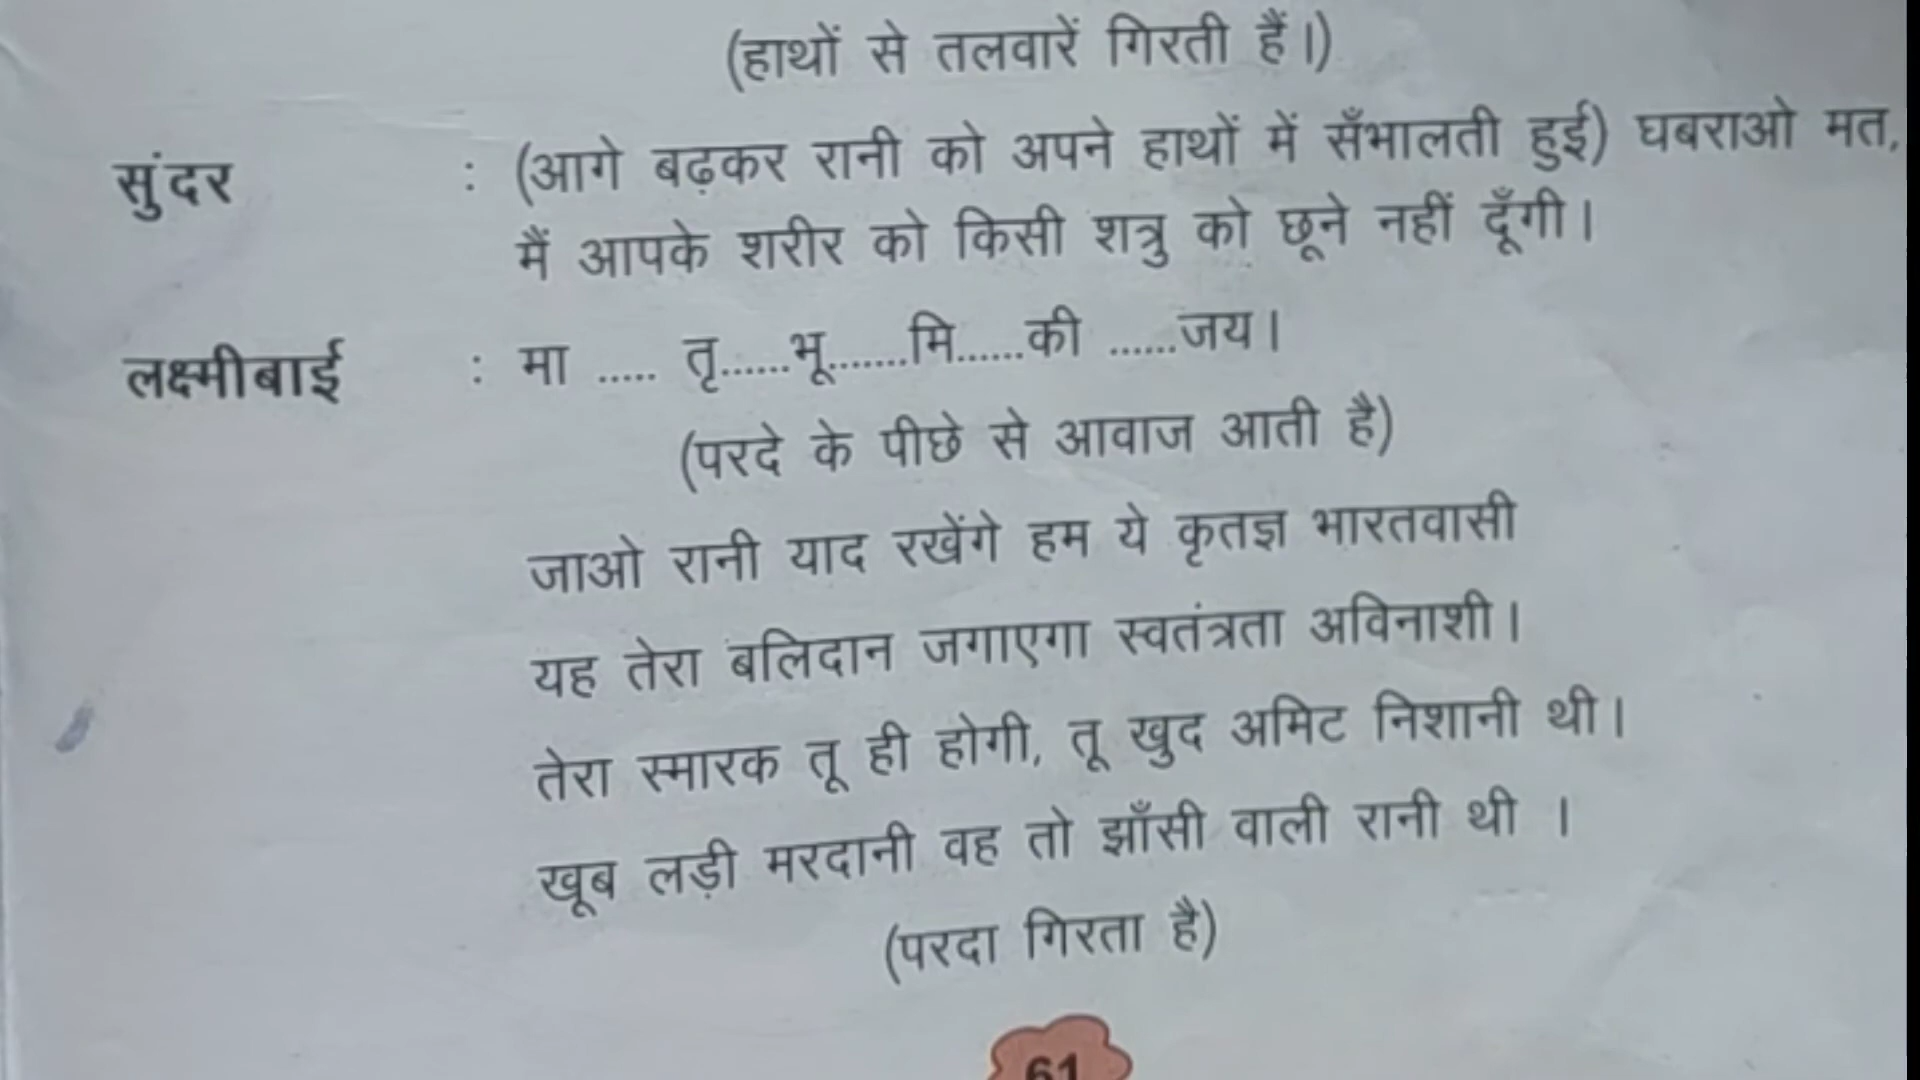 (हाथों से तलवारें गिरती हैं।)
सुंदर : (आगे बढ़कर रानी को अपने हाथों में सँभालती हुई) घबराओ मत,
मैं आपके शरीर को किसी शत्रु को छूने नहीं दूँगी।
लक्ष्मीबाई : मा ..... तृ......भू.......मि......की ......जय।
(परदे के पीछे से आवाज आती है)
जाओ रानी याद रखेंगे हम ये कृतज्ञ भारतवासी
यह तेरा बलिदान जगाएगा स्वतंत्रता अविनाशी।
तेरा स्मारक तू ही होगी, तू खुद अमिट निशानी थी।
खूब लड़ी मरदानी वह तो झाँसी वाली रानी थी ।
(परदा गिरता है)
61